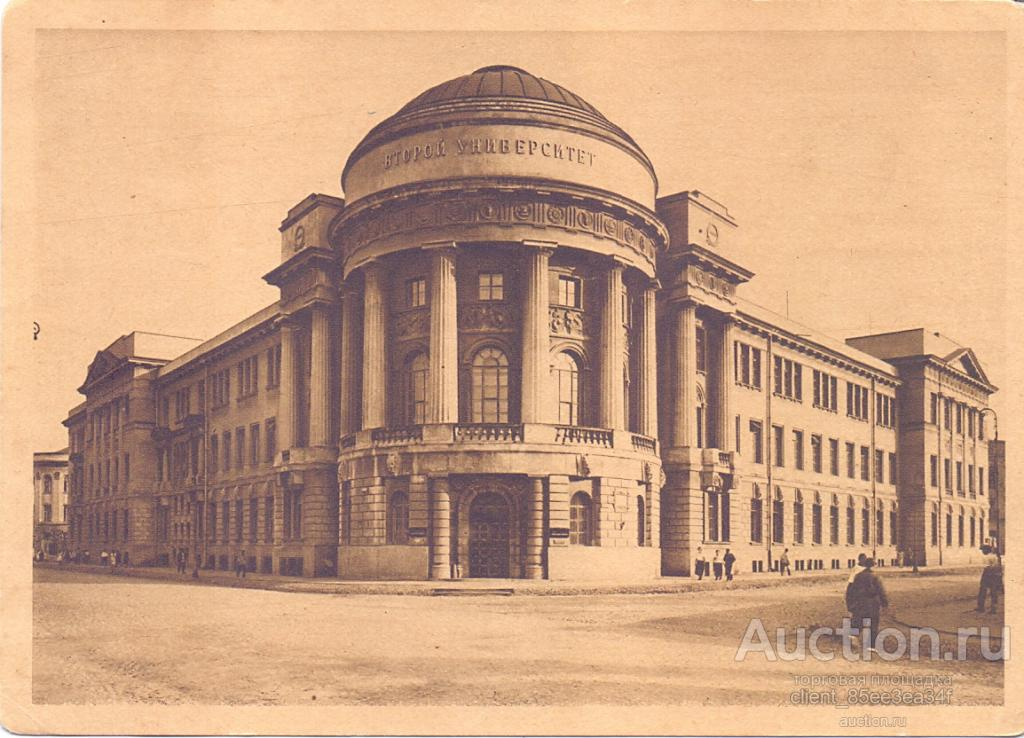 ВТОРОЙ УНИВЕРСИТЕТ
Auction.ru
торговая площадка
client_85ee3ea34f
auction.ru